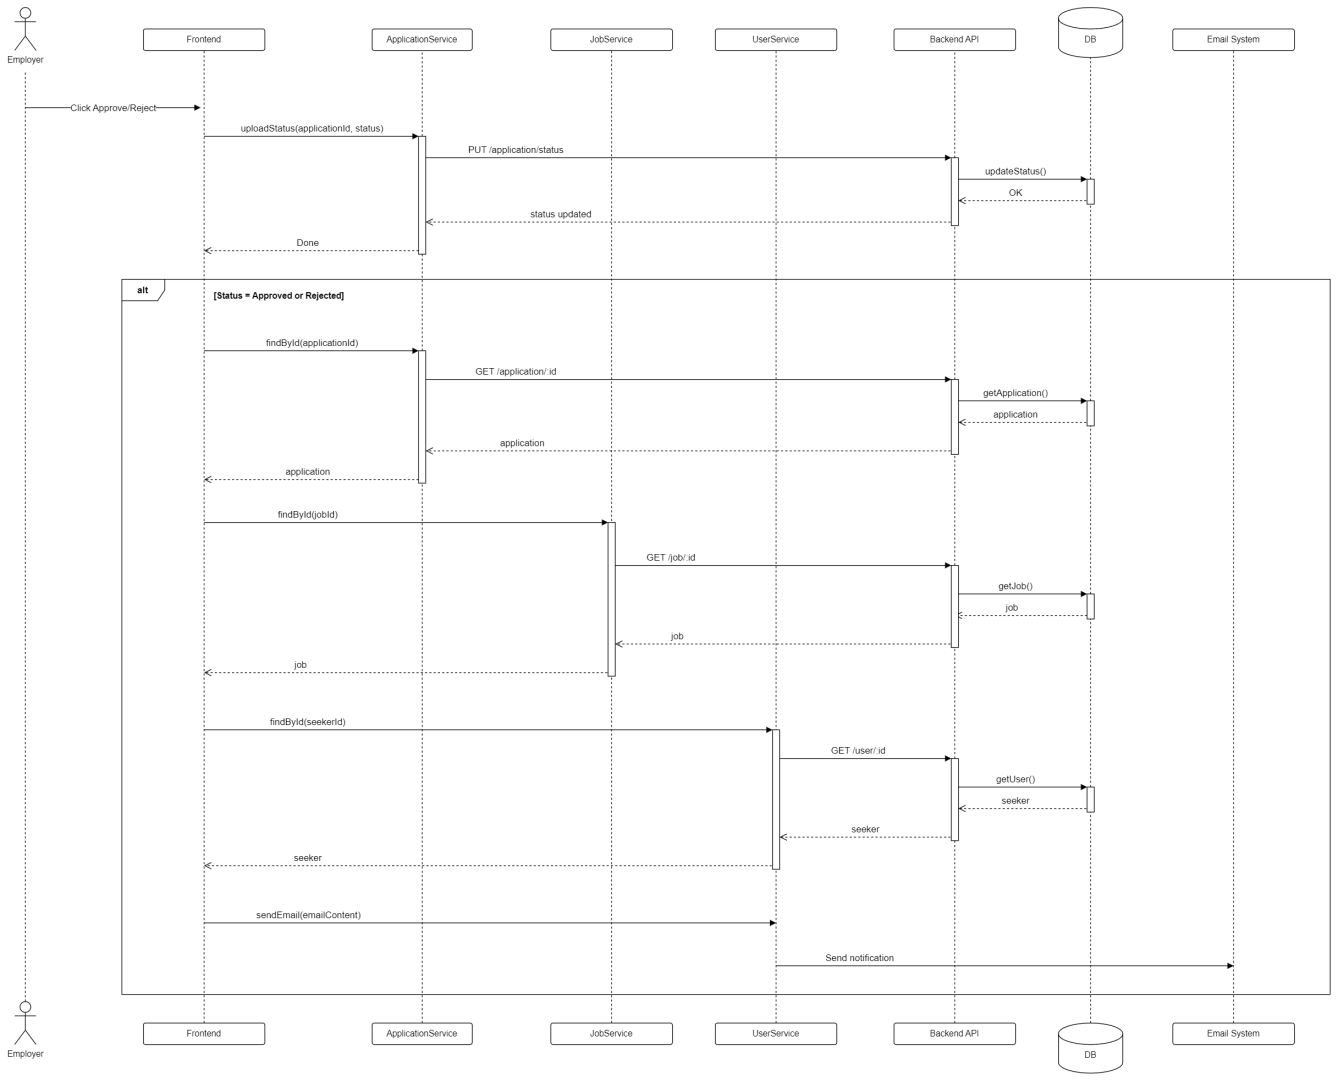 Employer
Frontend
ApplicationService
JobService
UserService
Backend API
DB
Email System
Click Approve/Reject
uploadStatus(applicationId, status)
PUT /application/status
updateStatus()
OK
status updated
Done
alt
[Status = Approved or Rejected]
findById(applicationId)
GET /application/:id
getApplication()
application
application
application
findById(jobId)
GET /job/:id
getJob()
job
job
job
findById(seekerId)
GET /user/:id
getUser()
seeker
seeker
seeker
sendEmail(emailContent)
Send notification
Employer
Frontend
ApplicationService
JobService
UserService
Backend API
DB
Email System